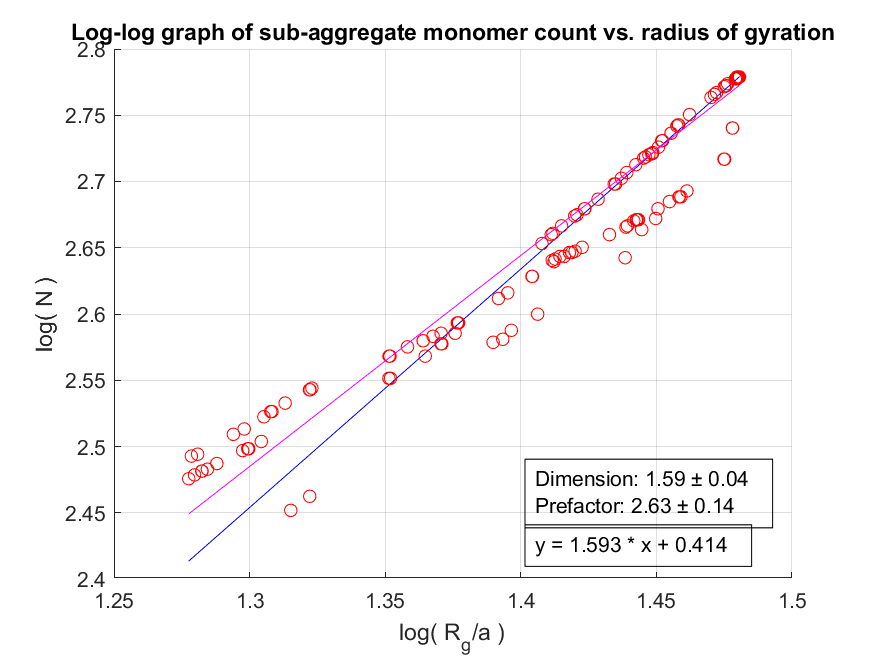 Log-log graph of sub-aggregate monomer count vs. radius of gyration
2.8
2.75
2.7
2.65
2.6
2.55
2.5
2.45
2.4
log( N )
Dimension: 1.59 ± 0.04
Prefactor: 2.63 ± 0.14
y = 1.593 * x + 0.414
1.25 1.3 1.35 1.4 1.45 1.5
log( R_g/a )